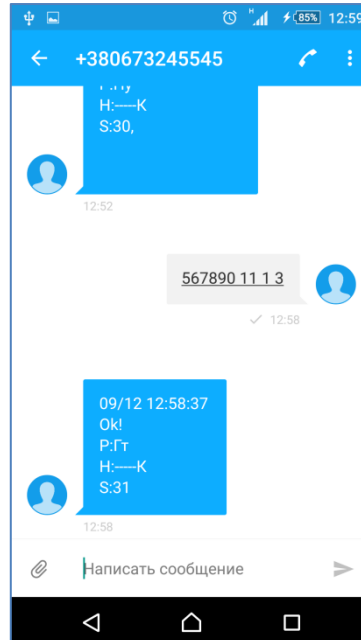 85% 12:59
+380673245545
H:----K
S:30,
12:52
567890 11 1 3
12:58
09/12 12:58:37
Ok!
Р:Гт
H:----K
S:31
12:58
Написать сообщение